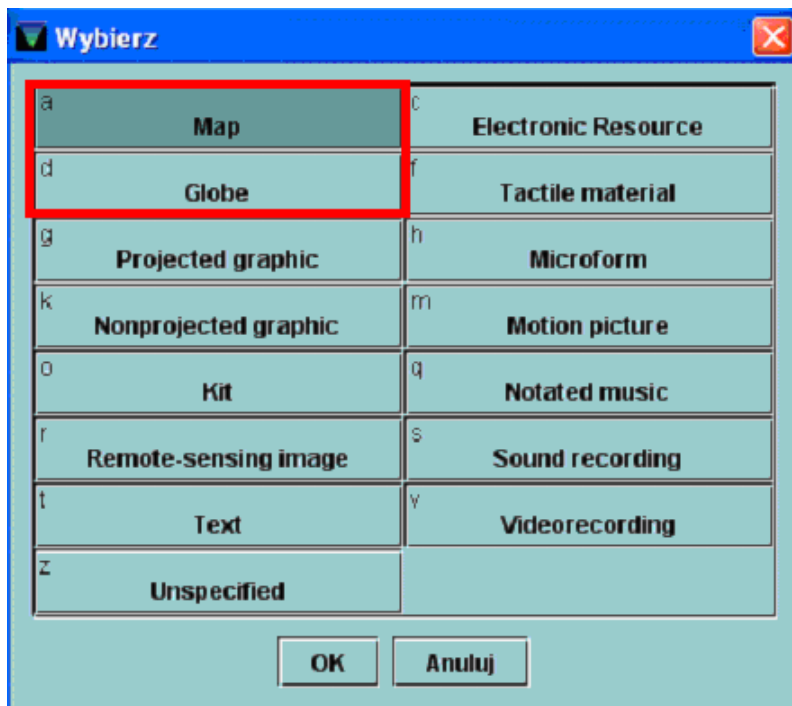 Wybierz
a
Map
c
Electronic Resource
d
Globe
f
Tactile material
g
Projected graphic
h
Microform
k
Nonprojected graphic
m
Motion picture
o
Kit
q
Notated music
r
Remote-sensing image
s
Sound recording
t
Text
v
Videorecording
z
Unspecified
OK
Anuluj